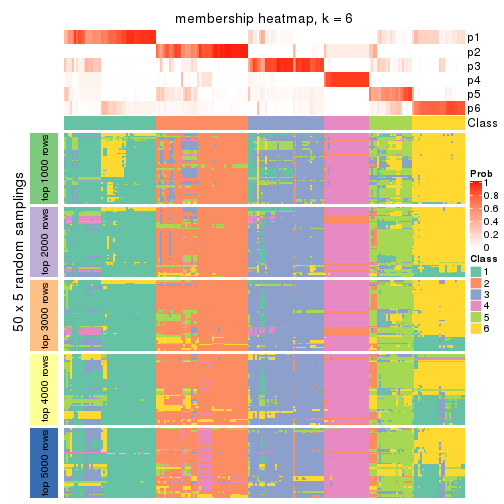 membership heatmap, k = 6
p1
p2
p3
p4
p5
p6
Class
50 x 5 random samplings
top 1000 rows
top 2000 rows
top 3000 rows
top 4000 rows
top 5000 rows
Prob
1
0.8
0.6
0.4
0.2
0
Class
1
2
3
4
5
6